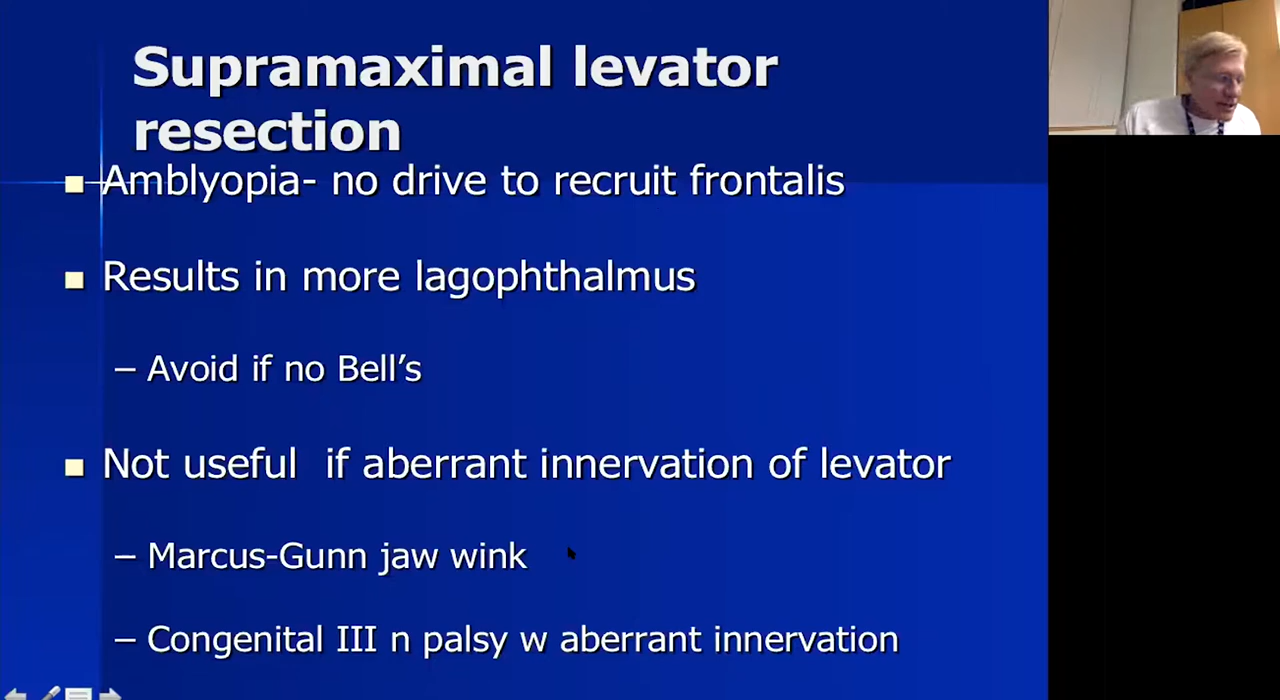 Supramaximal levator
resection
Amblyopia- no drive to recruit frontalis
Results in more lagophthalmus
– Avoid if no Bell’s
Not useful if aberrant innervation of levator
– Marcus-Gunn jaw wink
– Congenital III n palsy w aberrant innervation